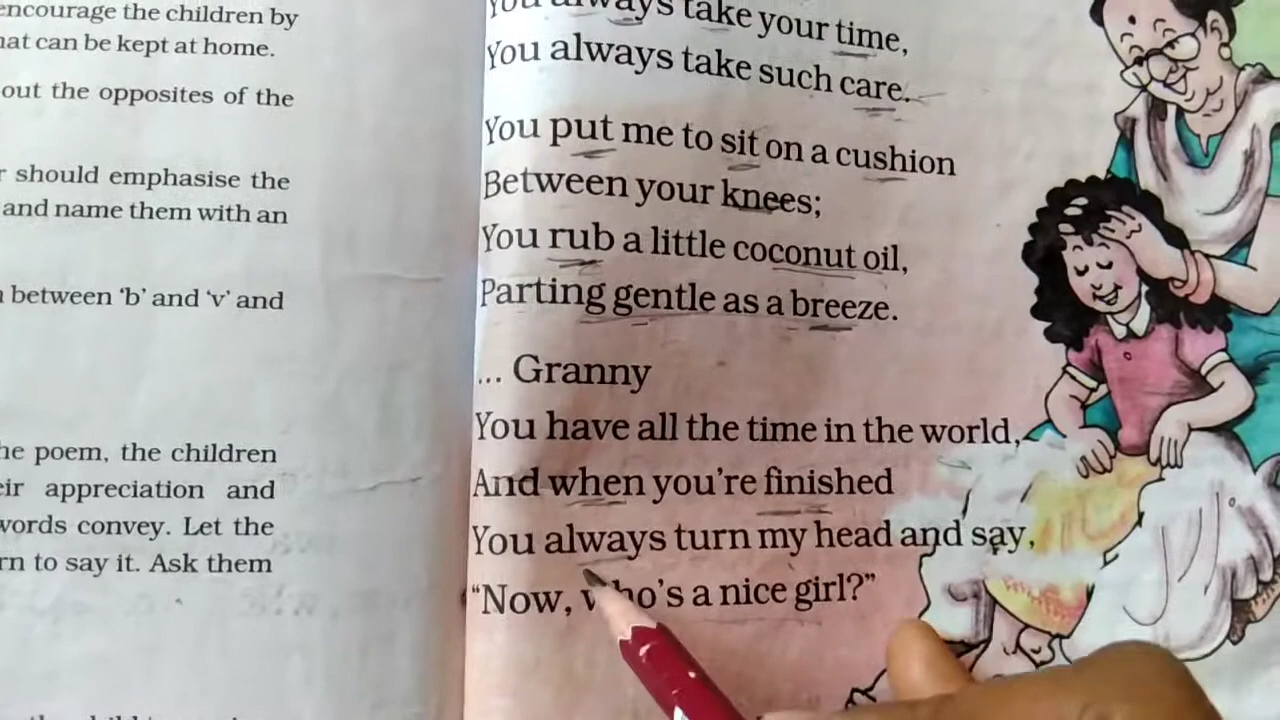 encourage the children by
hat can be kept at home.
out the opposites of the
r should emphasise the
and name them with an
between 'b' and 'v' and
he poem, the children
eir appreciation and
words convey. Let the
rn to say it. Ask them
You always take your time,
You always take such care.
You put me to sit on a cushion
Between your knees;
You rub a little coconut oil,
Parting gentle as a breeze.
... Granny
You have all the time in the world,
And when you're finished
You always turn my head and say,
“Now, who's a nice girl?”